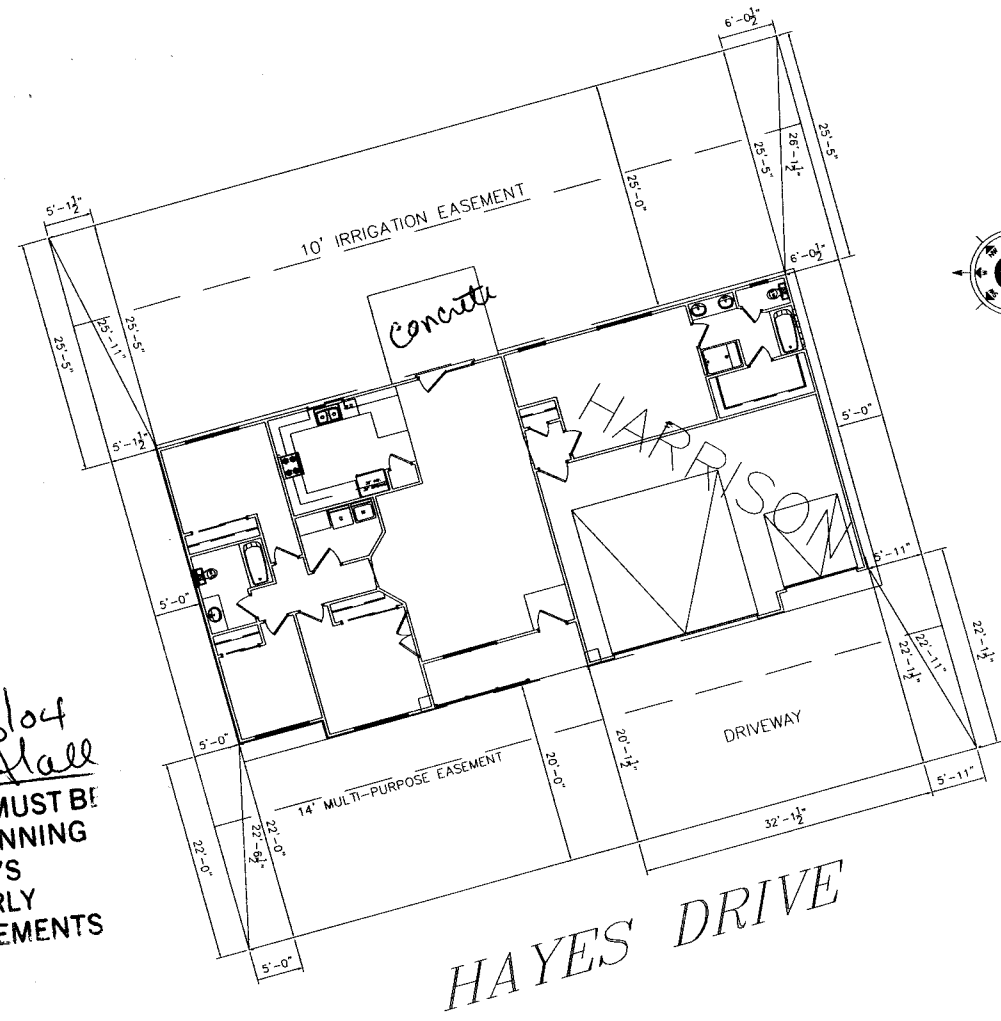 6'-0½"
25'-5"
26'-1½"
25'-5"
25'-0"
10' IRRIGATION EASEMENT
5'-1½"
25'-5"
25'-11"
25'-5"
6'-0½"
concrete
5'-1½"
HARRISON
5'-0"
5'-0"
5'-11"
22'-1½"
22'-11"
22'-1½"
DRIVEWAY
5'-0"
14' MULTI-PURPOSE EASEMENT
20'-0"
20'-1½"
5'-11"
32'-1½"
22'-0"
22'-6½"
22'-0"
5'-0"
HAYES DRIVE
/04
Hall
MUST BE
NNING
'S
RLY
EMENTS